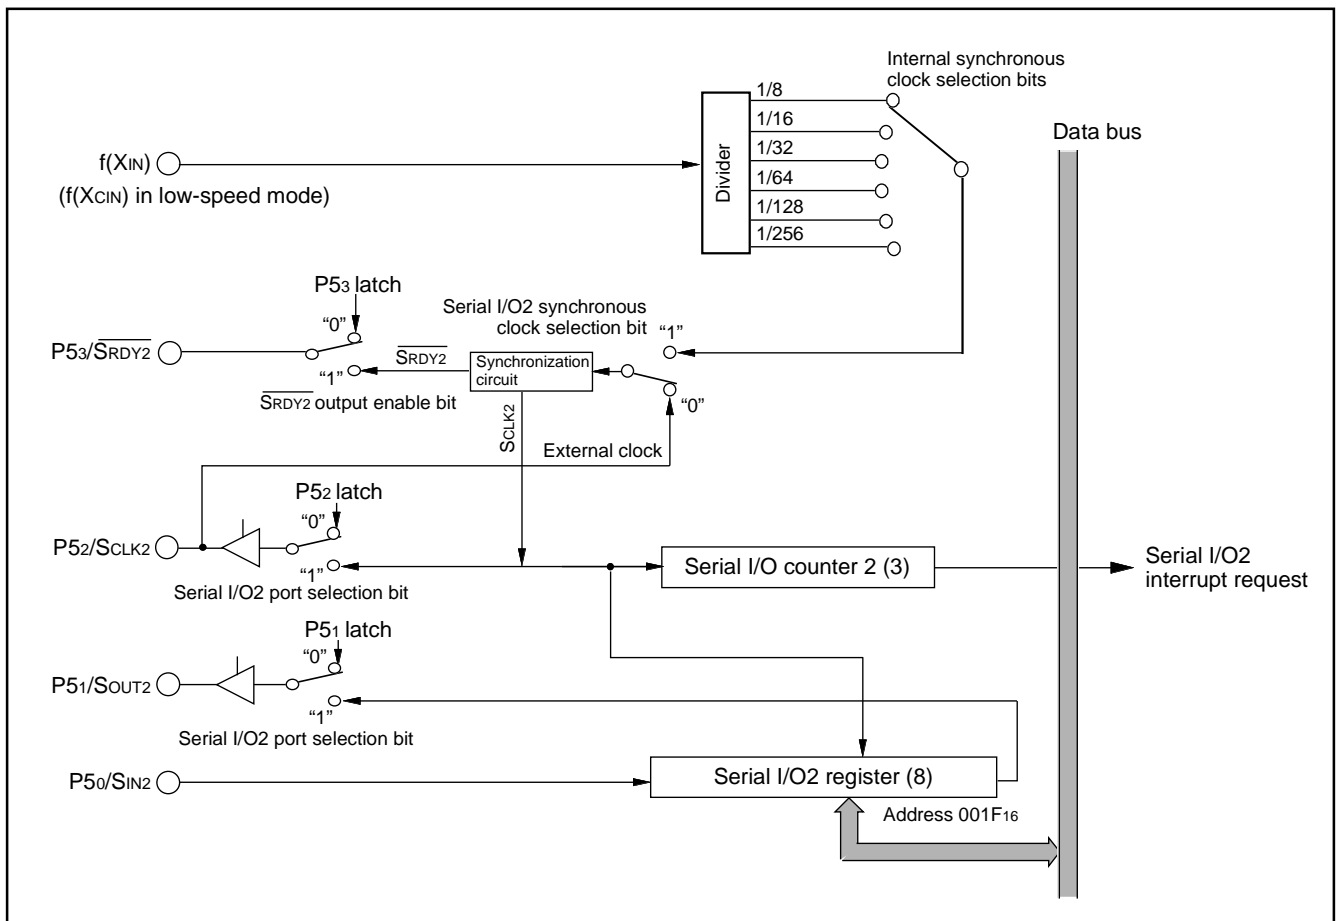 Internal synchronous
clock selection bits
1/8
1/16
1/32
1/64
1/128
1/256
Divider
Data bus
f(XIN)
(f(XCIN) in low-speed mode)
P53 latch
“0”
Serial I/O2 synchronous
clock selection bit
“1”
P53/SRDY2
SRDY2
Synchronization
circuit
“1”
SRDY2 output enable bit
“0”
SCLK2
External clock
P52 latch
“0”
P52/SCLK2
“1”
Serial I/O2 port selection bit
Serial I/O counter 2 (3)
Serial I/O2
interrupt request
P51 latch
“0”
P51/SOUT2
“1”
Serial I/O2 port selection bit
P50/SIN2
Serial I/O2 register (8)
Address 001F16